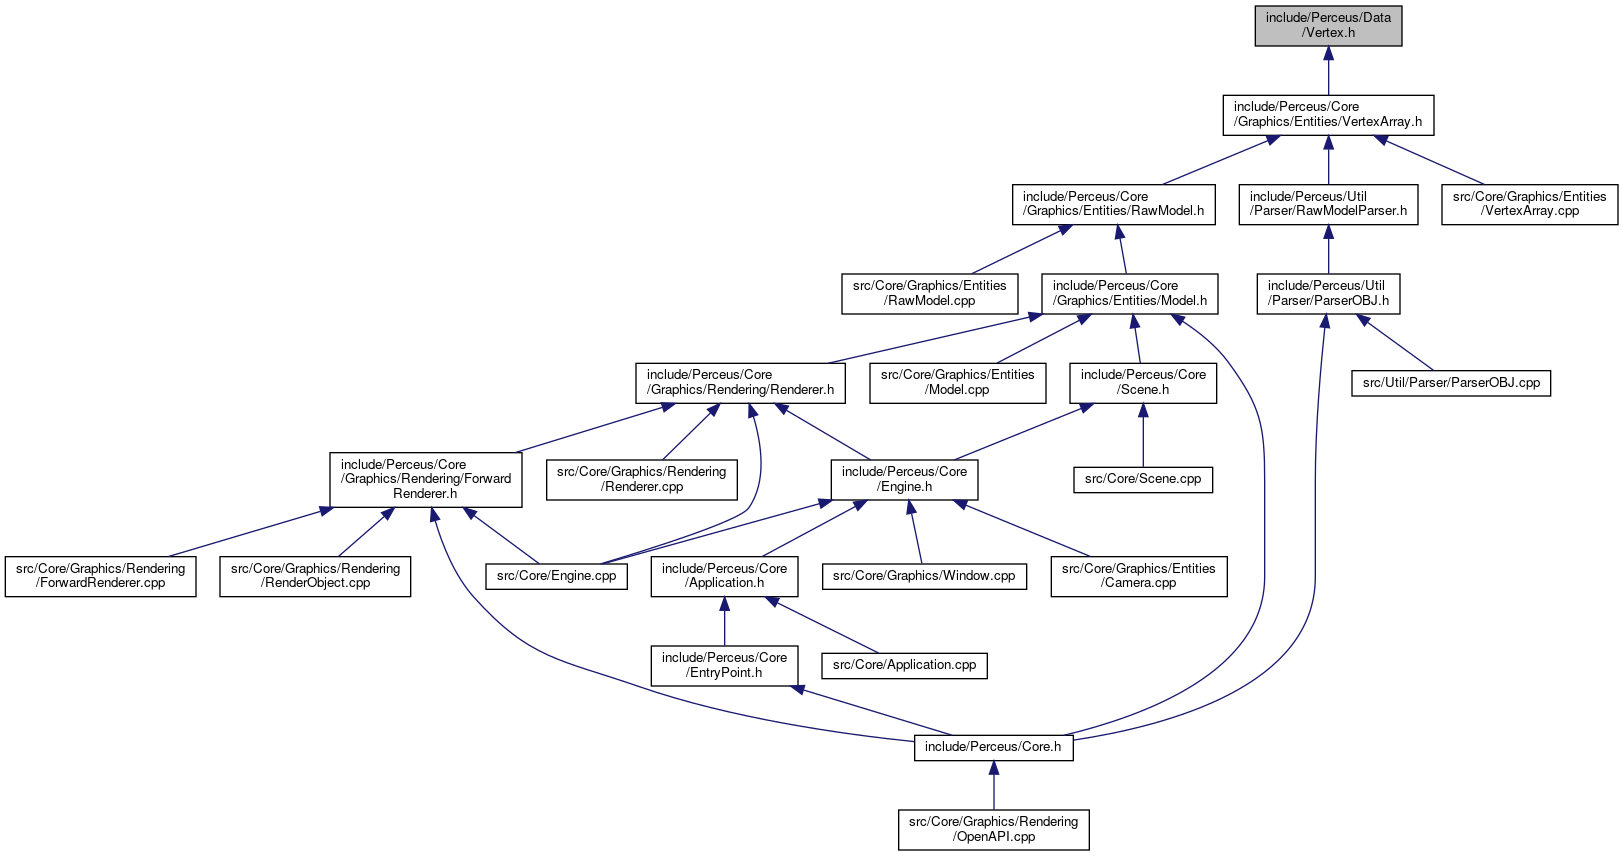 include/Perceus/Data
/Vertex.h
include/Perceus/Core
/Graphics/Entities/VertexArray.h
include/Perceus/Core
/Graphics/Entities/RawModel.h
include/Perceus/Util
/Parser/RawModelParser.h
src/Core/Graphics/Entities
/VertexArray.cpp
src/Core/Graphics/Entities
/RawModel.cpp
include/Perceus/Core
/Graphics/Entities/Model.h
include/Perceus/Util
/Parser/ParserOBJ.h
include/Perceus/Core
/Graphics/Rendering/Renderer.h
src/Core/Graphics/Entities
/Model.cpp
include/Perceus/Core
/Scene.h
src/Util/Parser/ParserOBJ.cpp
include/Perceus/Core
/Graphics/Rendering/Forward
Renderer.h
src/Core/Graphics/Rendering
/Renderer.cpp
include/Perceus/Core
/Engine.h
src/Core/Scene.cpp
src/Core/Graphics/Rendering
/ForwardRenderer.cpp
src/Core/Graphics/Rendering
/RenderObject.cpp
src/Core/Engine.cpp
include/Perceus/Core
/Application.h
src/Core/Graphics/Window.cpp
src/Core/Graphics/Entities
/Camera.cpp
include/Perceus/Core
/EntryPoint.h
src/Core/Application.cpp
include/Perceus/Core.h
src/Core/Graphics/Rendering
/OpenAPI.cpp